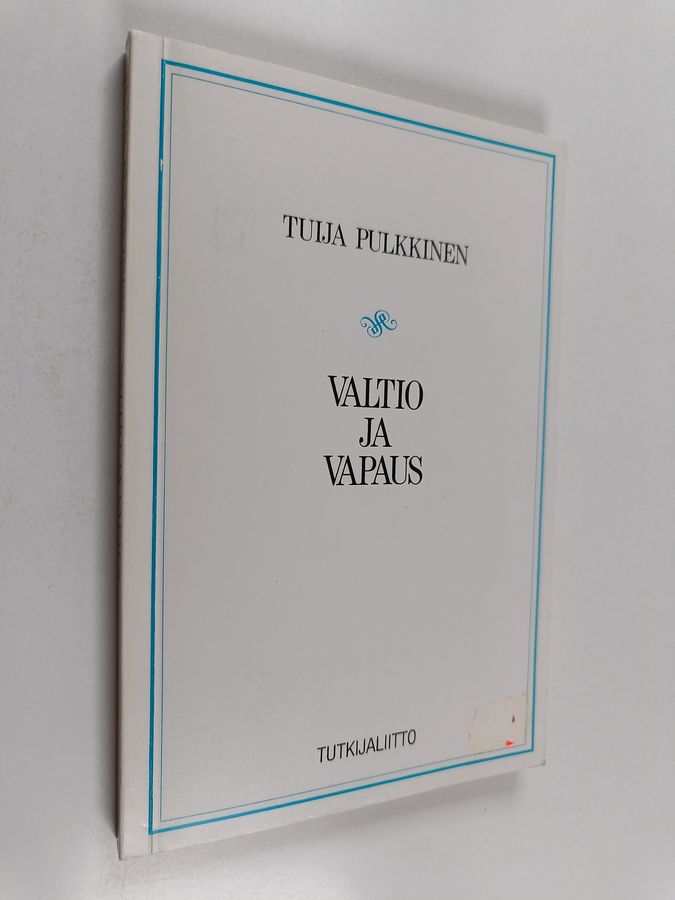 TUIJA PULKKINEN
VALTIO
JA
VAPAUS
TUTKIJALIITTO